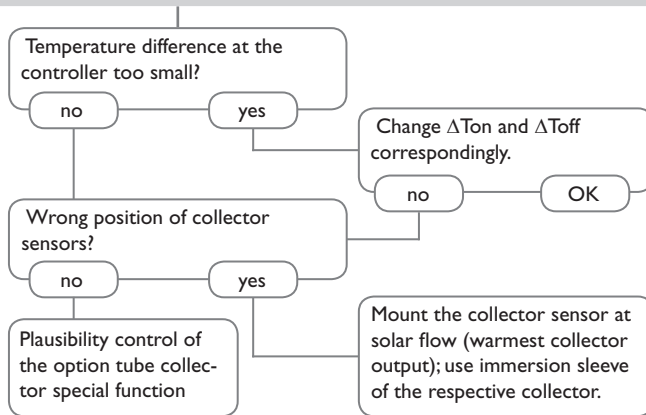 Temperature difference at the
controller too small?
no
yes
Change ΔTon and ΔToff
correspondingly.
no
OK
Wrong position of collector
sensors?
no
yes
Plausibility control of
the option tube collec-
tor special function
Mount the collector sensor at
solar flow (warmest collector
output); use immersion sleeve
of the respective collector.